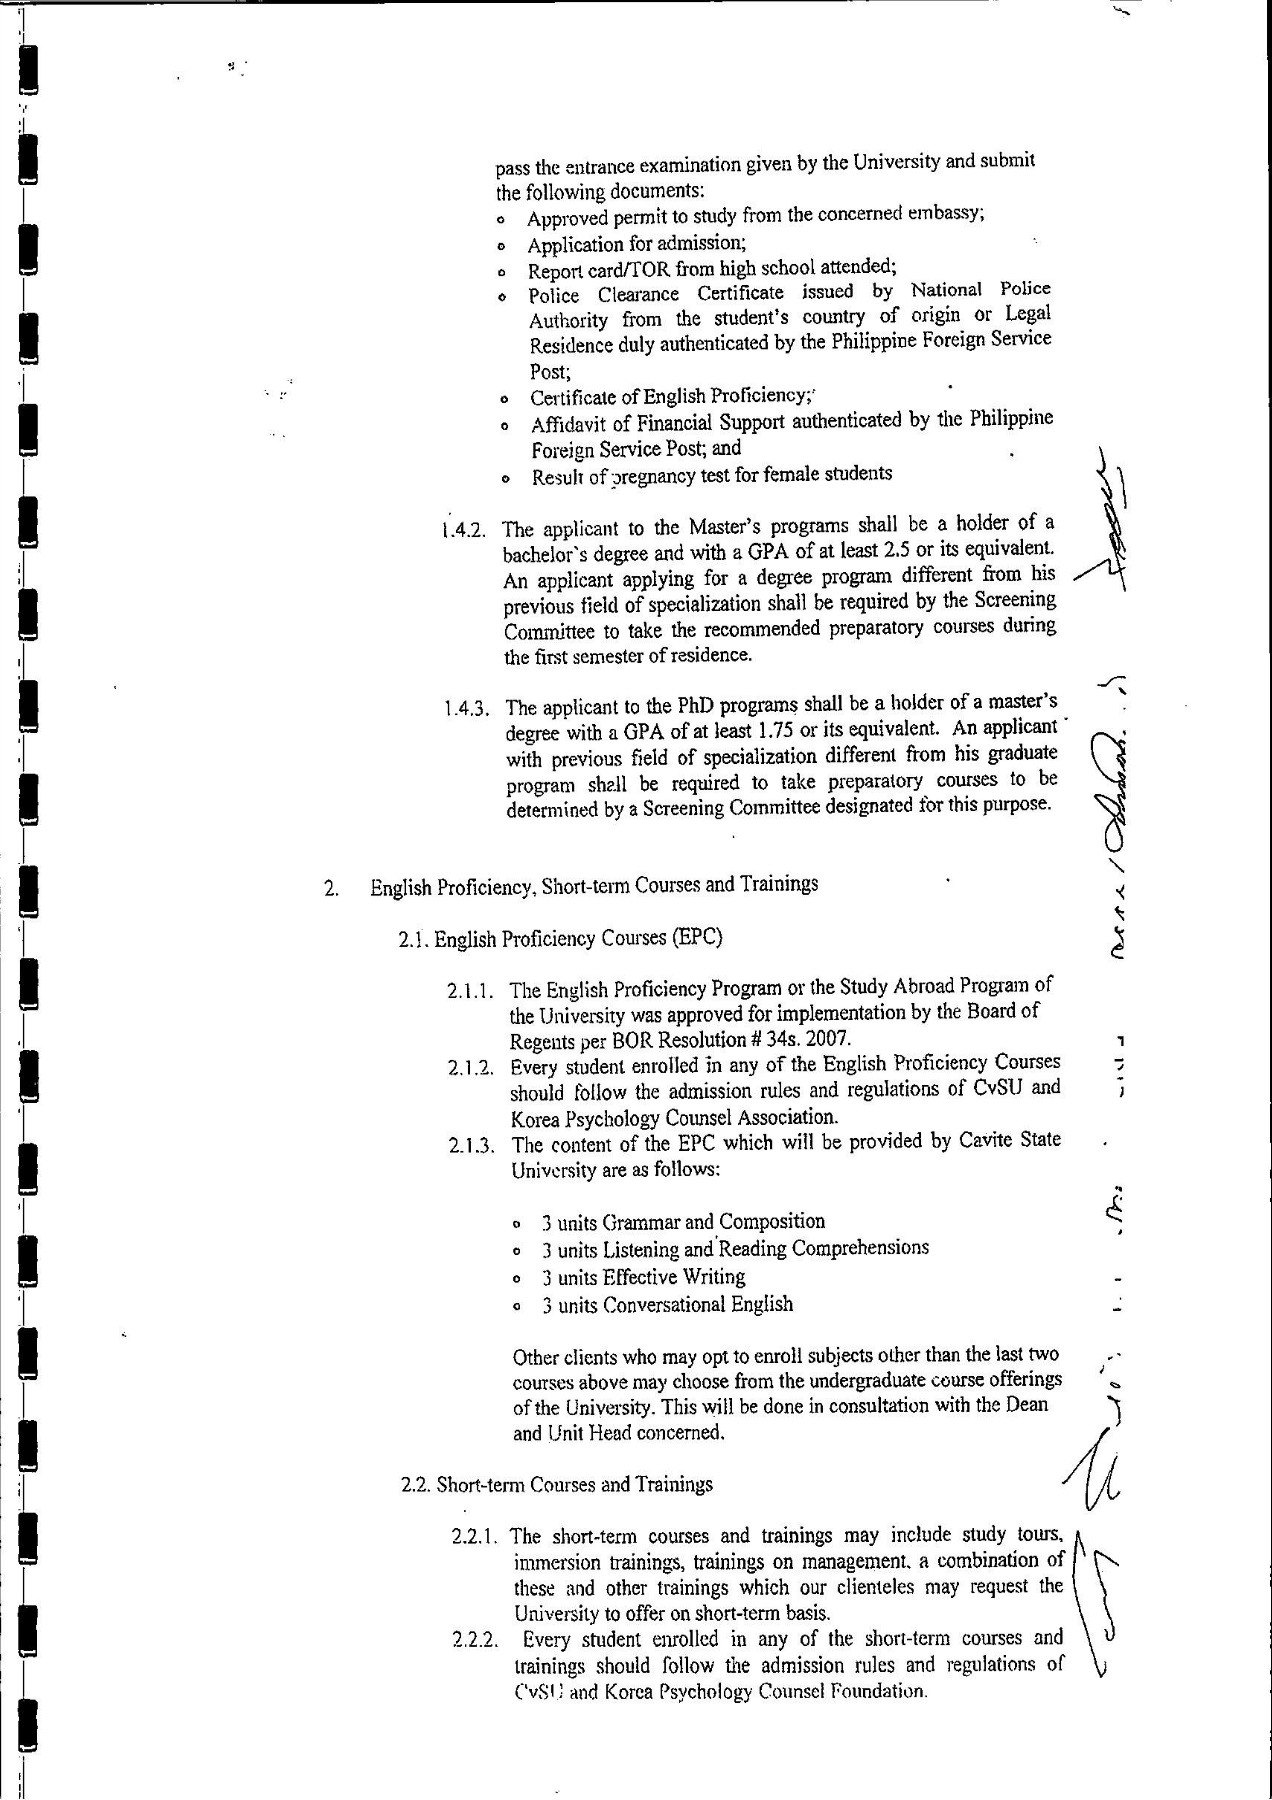 pass the entrance examination given by the University and submit
the following documents:
o Approved permit to study from the concerned embassy;
o Application for admission;
o Report card/TOR from high school attended;
o Police Clearance Certificate issued by National Police
Authority from the student's country of origin or Legal
Residence duly authenticated by the Philippine Foreign Service
Post;
o Certificate of English Proficiency;
o Affidavit of Financial Support authenticated by the Philippine
Foreign Service Post; and
o Result of pregnancy test for female students
1.4.2. The applicant to the Master's programs shall be a holder of a
bachelor's degree and with a GPA of at least 2.5 or its equivalent.
An applicant applying for a degree program different from his
previous field of specialization shall be required by the Screening
Committee to take the recommended preparatory courses during
the first semester of residence.
1.4.3. The applicant to the PhD programs shall be a holder of a master's
degree with a GPA of at least 1.75 or its equivalent. An applicant
with previous field of specialization different from his graduate
program shall be required to take preparatory courses to be
determined by a Screening Committee designated for this purpose.
2. English Proficiency, Short-term Courses and Trainings
2.1. English Proficiency Courses (EPC)
2.1.1. The English Proficiency Program or the Study Abroad Program of
the University was approved for implementation by the Board of
Regents per BOR Resolution # 34s. 2007.
2.1.2. Every student enrolled in any of the English Proficiency Courses
should follow the admission rules and regulations of CvSU and
Korea Psychology Counsel Association.
2.1.3. The content of the EPC which will be provided by Cavite State
University are as follows:
o 3 units Grammar and Composition
o 3 units Listening and Reading Comprehensions
o 3 units Effective Writing
o 3 units Conversational English
Other clients who may opt to enroll subjects other than the last two
courses above may choose from the undergraduate course offerings
of the University. This will be done in consultation with the Dean
and Unit Head concerned.
2.2. Short-term Courses and Trainings
2.2.1. The short-term courses and trainings may include study tours,
immersion trainings, trainings on management, a combination of
these and other trainings which our clienteles may request the
University to offer on short-term basis.
2.2.2. Every student enrolled in any of the short-term courses and
trainings should follow the admission rules and regulations of
CvSU and Korea Psychology Counsel Foundation.